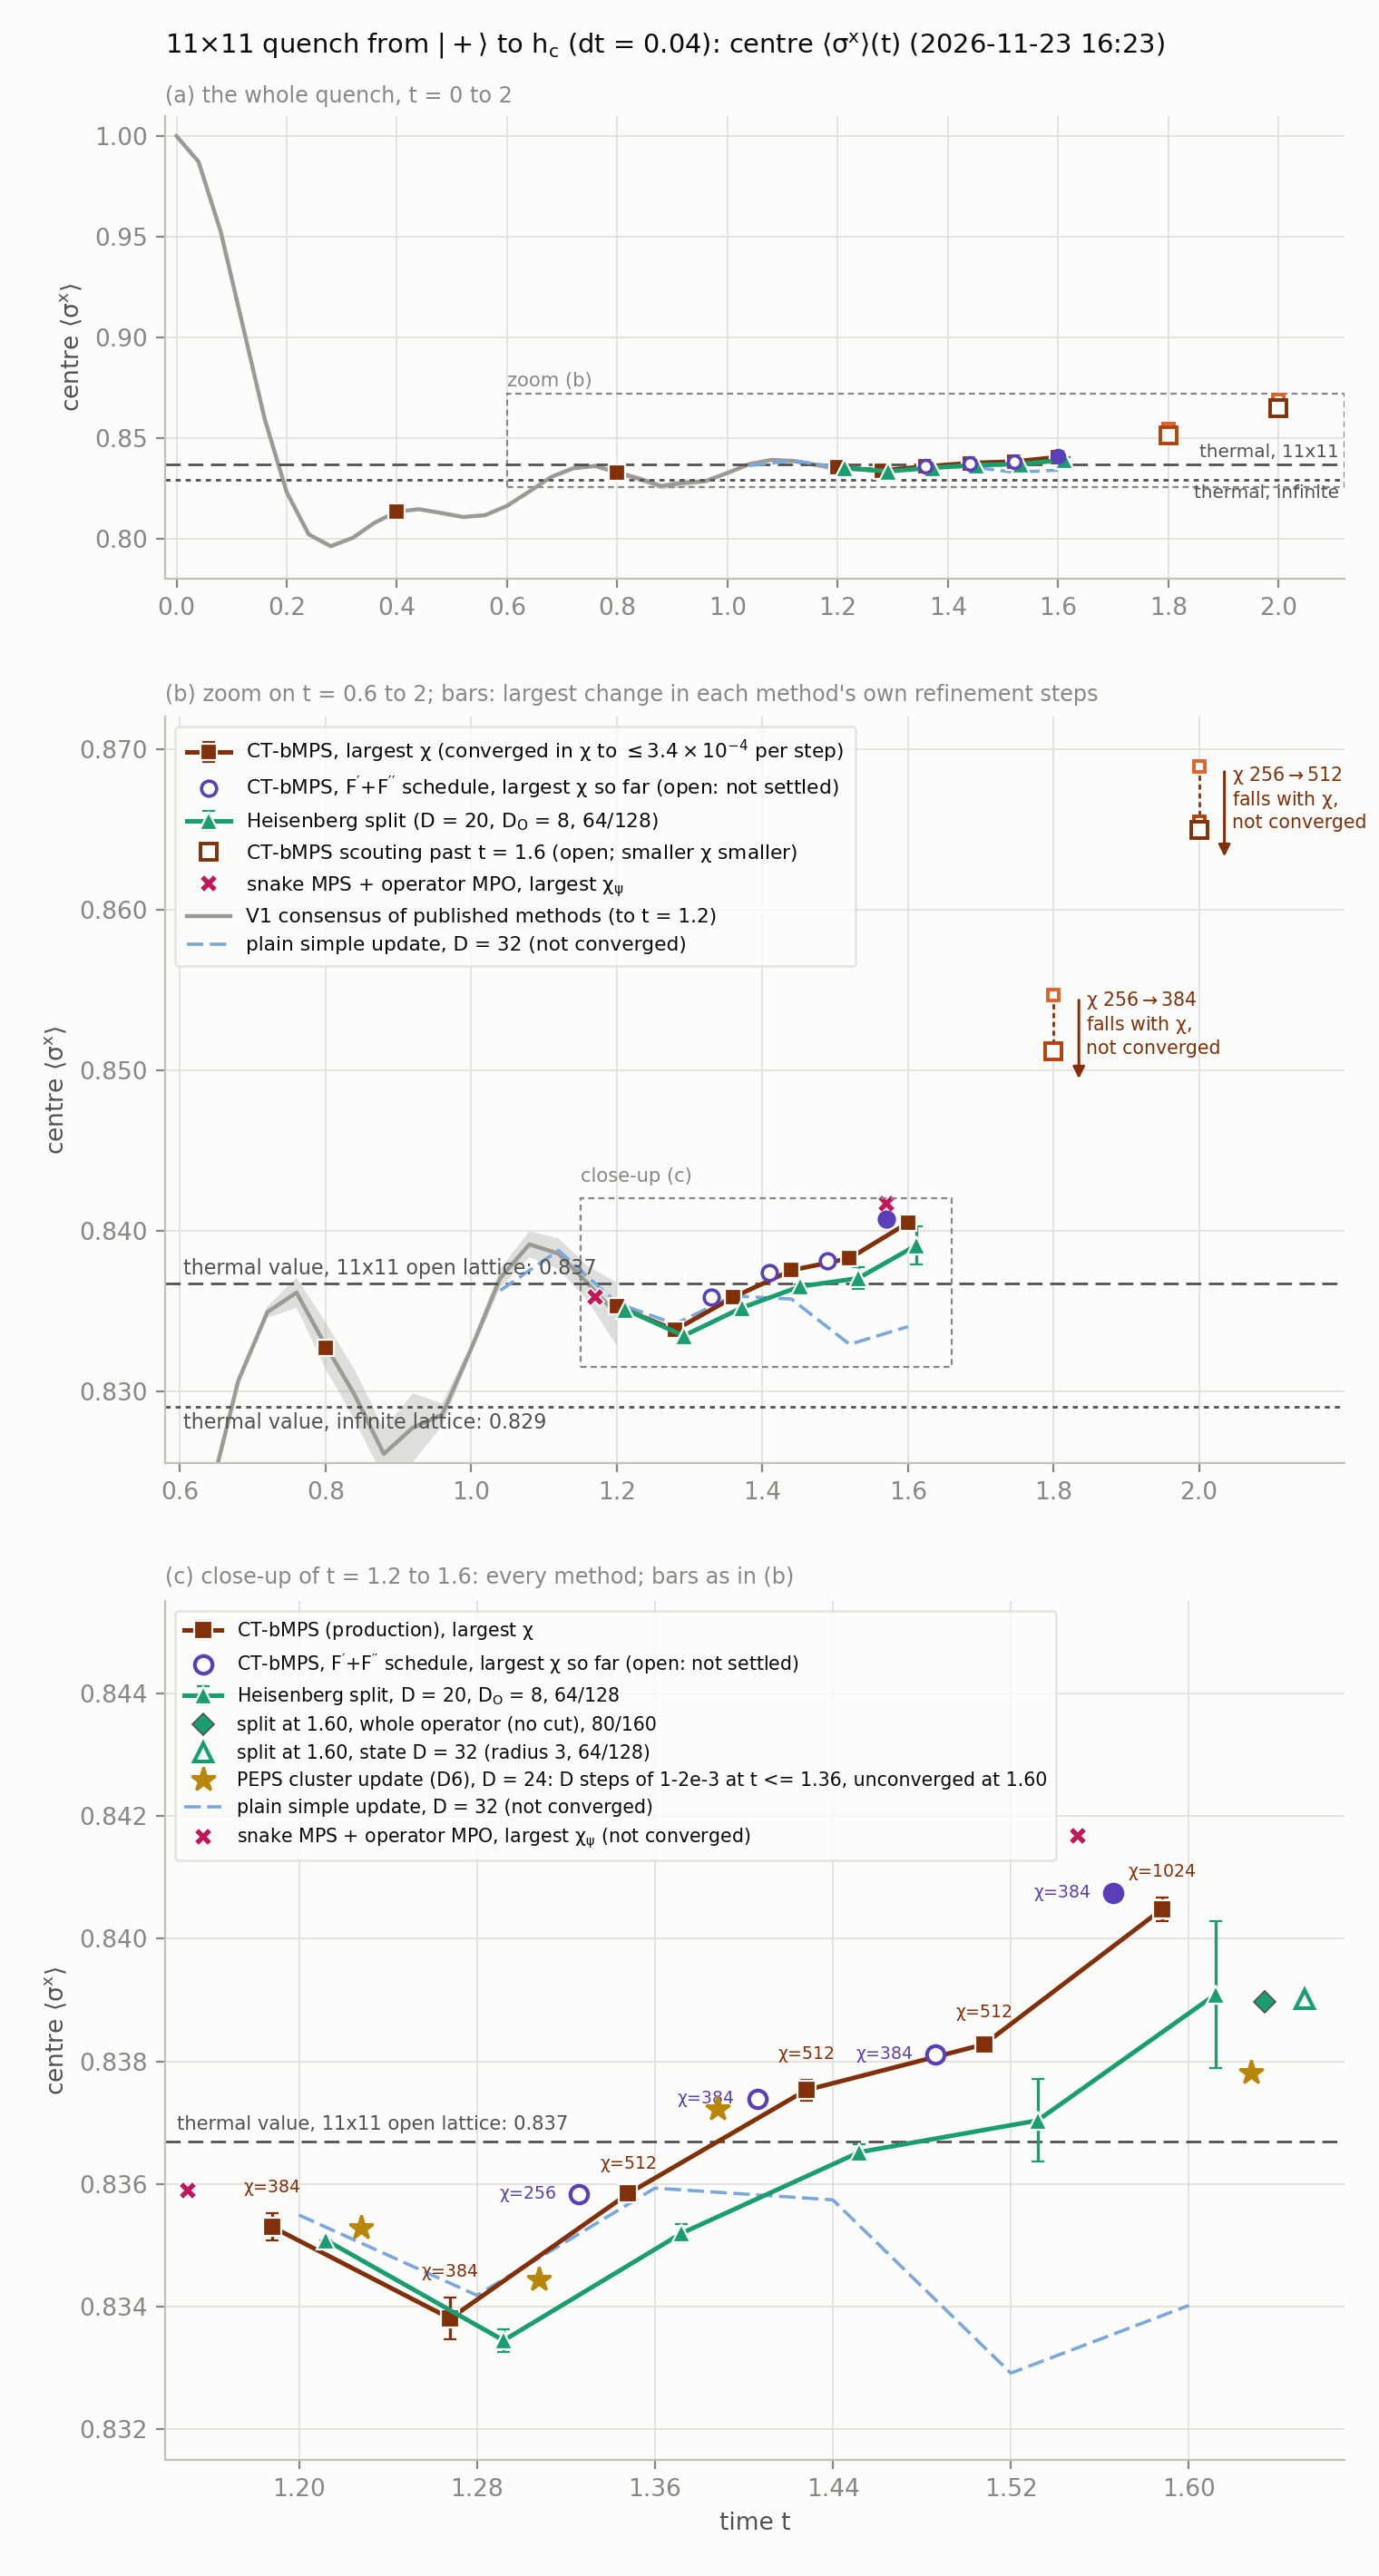 11×11 quench from |+⟩ to h_c (dt = 0.04): centre ⟨σˣ⟩(t) (2026-11-23 16:23)
(a) the whole quench, t = 0 to 2
1.00
0.95
0.90
0.85
0.80
centre ⟨σˣ⟩
zoom (b)
thermal, 11x11
thermal, infinite
0.0 0.2 0.4 0.6 0.8 1.0 1.2 1.4 1.6 1.8 2.0
(b) zoom on t = 0.6 to 2; bars: largest change in each method's own refinement steps
CT-bMPS, largest χ (converged in χ to ≤3.4 × 10⁻⁴ per step)
CT-bMPS, F′+F′′ schedule, largest χ so far (open: not settled)
Heisenberg split (D = 20, D_O = 8, 64/128)
CT-bMPS scouting past t = 1.6 (open; smaller χ smaller)
snake MPS + operator MPO, largest χ_ψ
V1 consensus of published methods (to t = 1.2)
plain simple update, D = 32 (not converged)
0.870
0.860
0.850
0.840
0.830
centre ⟨σˣ⟩
χ 256→512
falls with χ,
not converged
χ 256→384
falls with χ,
not converged
close-up (c)
thermal value, 11x11 open lattice: 0.837
thermal value, infinite lattice: 0.829
0.6 0.8 1.0 1.2 1.4 1.6 1.8 2.0
(c) close-up of t = 1.2 to 1.6: every method; bars as in (b)
CT-bMPS (production), largest χ
CT-bMPS, F′+F′′ schedule, largest χ so far (open: not settled)
Heisenberg split, D = 20, D_O = 8, 64/128
split at 1.60, whole operator (no cut), 80/160
split at 1.60, state D = 32 (radius 3, 64/128)
PEPS cluster update (D6), D = 24: D steps of 1-2e-3 at t <= 1.36, unconverged at 1.60
plain simple update, D = 32 (not converged)
snake MPS + operator MPO, largest χ_ψ (not converged)
0.844
0.842
0.840
0.838
0.836
0.834
0.832
centre ⟨σˣ⟩
χ=1024
χ=384
χ=512
χ=512
χ=384
χ=384
thermal value, 11x11 open lattice: 0.837
χ=512
χ=384
χ=256
χ=384
1.20 1.28 1.36 1.44 1.52 1.60
time t